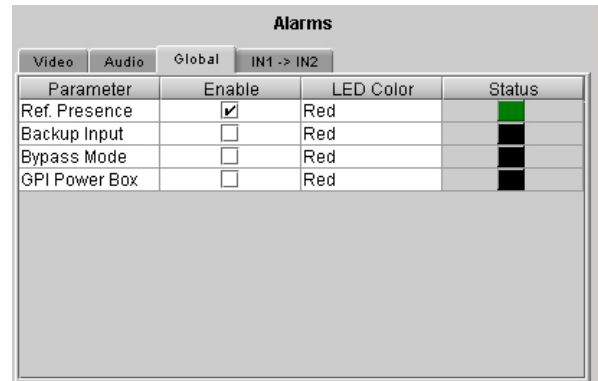 Alarms
Video Audio Global IN1 -> IN2
Parameter Enable LED Color Status
Ref. Presence Red
Backup Input Red
Bypass Mode Red
GPI Power Box Red